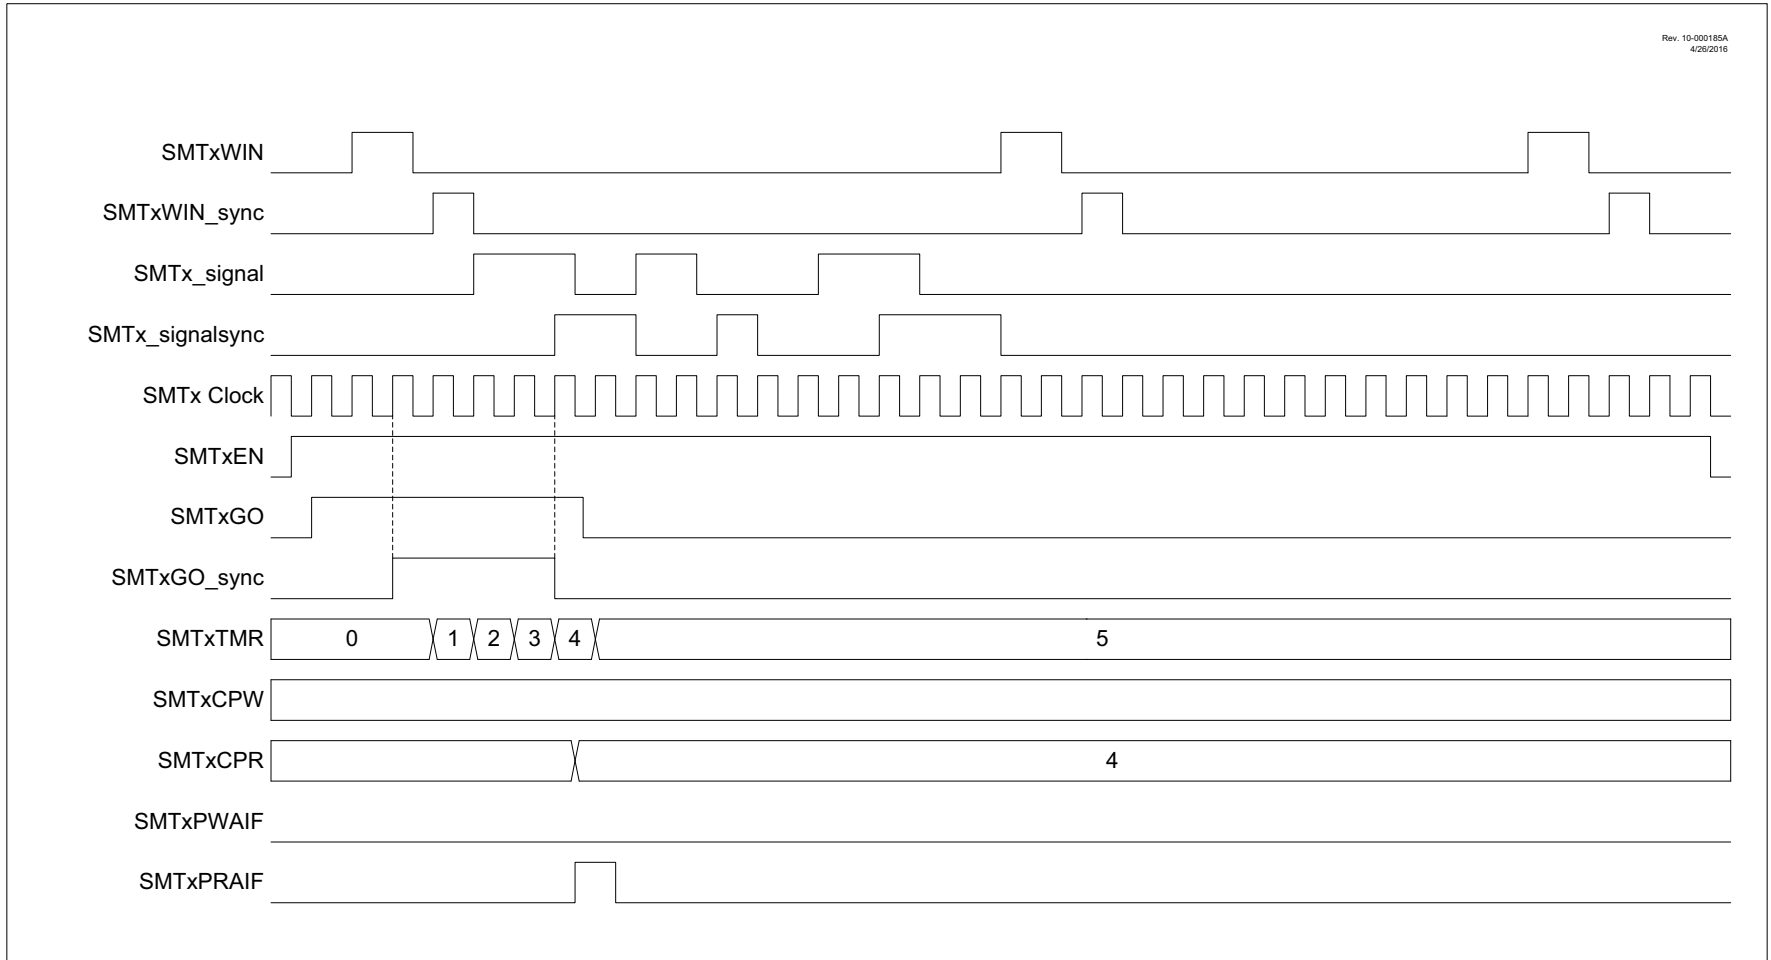 Rev. 10-000185A
4/26/2016
SMTxWIN
SMTxWIN_sync
SMTx_signal
SMTx_signalsync
SMTx Clock
SMTxEN
SMTxGO
SMTxGO_sync
SMTxTMR 0 1 2 3 4 5
SMTxCPW
SMTxCPR 4
SMTxPWAIF
SMTxPRAIF